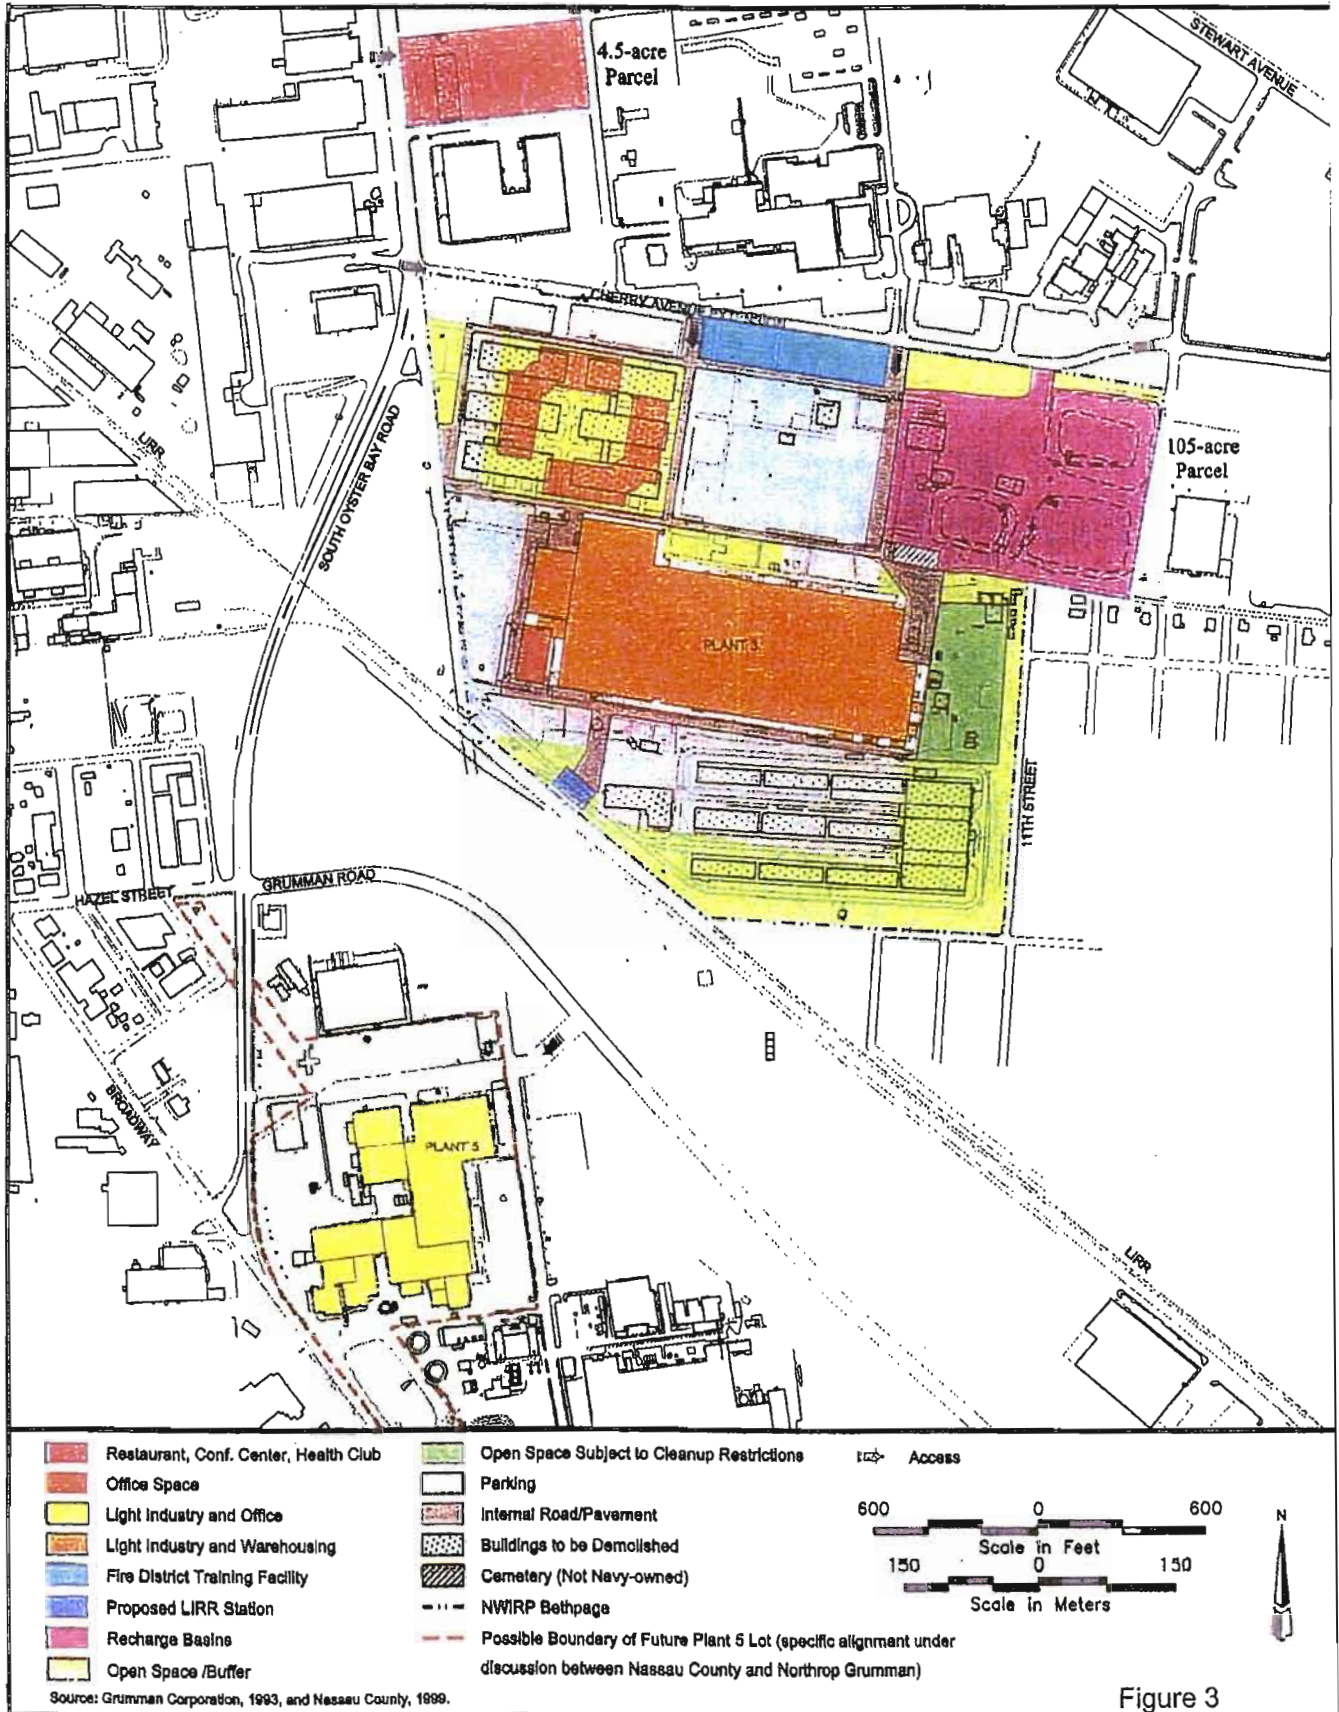 4.5-acre
Parcel
STEWART AVENUE
CHERRY AVENUE
LIRR
SOUTH OYSTER BAY ROAD
105-acre
Parcel
PLANT 3
11TH STREET
GRUMMAN ROAD
HAZEL STREET
BROADWAY
PLANT 5
LIRR
Restaurant, Conf. Center, Health Club
Office Space
Light Industry and Office
Light Industry and Warehousing
Fire District Training Facility
Proposed LIRR Station
Recharge Basins
Open Space /Buffer
Open Space Subject to Cleanup Restrictions
Parking
Internal Road/Pavement
Buildings to be Demolished
Cemetery (Not Navy-owned)
NWIRP Bethpage
Possible Boundary of Future Plant 5 Lot (specific alignment under
discussion between Nassau County and Northrop Grumman)
Access
600 0 600
Scale in Feet
150 0 150
Scale in Meters
N
Source: Grumman Corporation, 1993, and Nassau County, 1999.
Figure 3